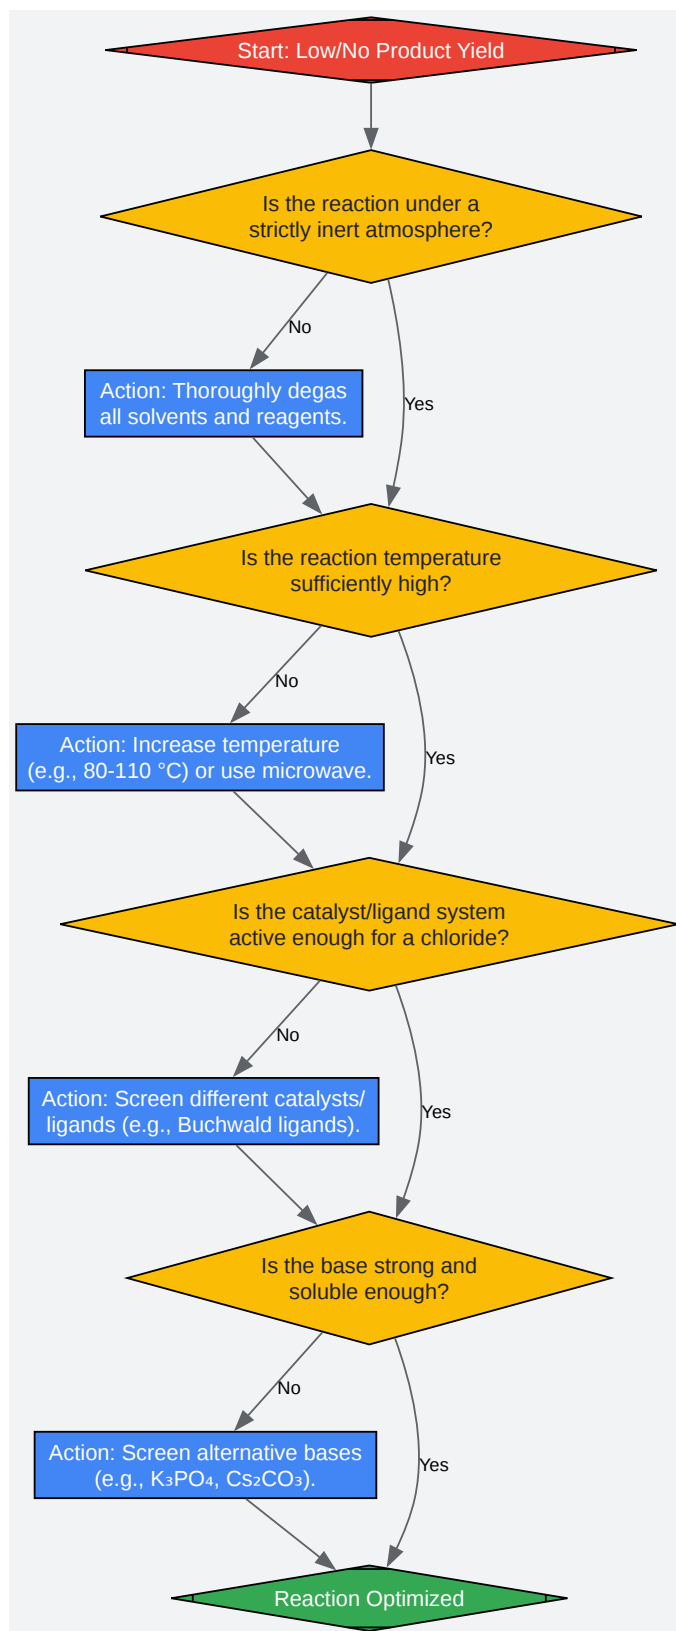 Start: Low/No Product Yield
Is the reaction under a
strictly inert atmosphere?
No
Action: Thoroughly degas
all solvents and reagents.
Yes
Is the reaction temperature
sufficiently high?
No
Action: Increase temperature
(e.g., 80-110 °C) or use microwave.
Yes
Is the catalyst/ligand system
active enough for a chloride?
No
Action: Screen different catalysts/
ligands (e.g., Buchwald ligands).
Yes
Is the base strong and
soluble enough?
No
Action: Screen alternative bases
(e.g., K₃PO₄, Cs₂CO₃).
Yes
Reaction Optimized